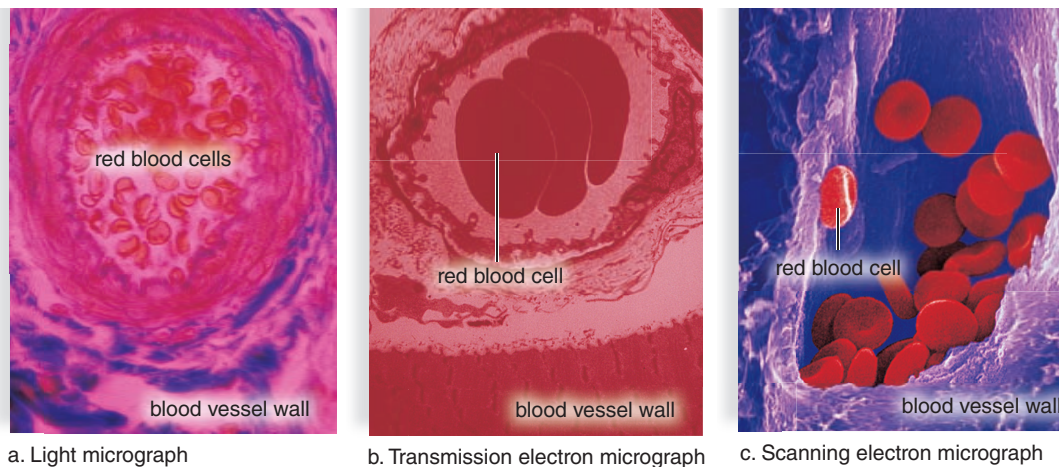 red blood cells
blood vessel wall
a. Light micrograph
red blood cell
blood vessel wall
b. Transmission electron micrograph
red blood cell
blood vessel wall
c. Scanning electron micrograph